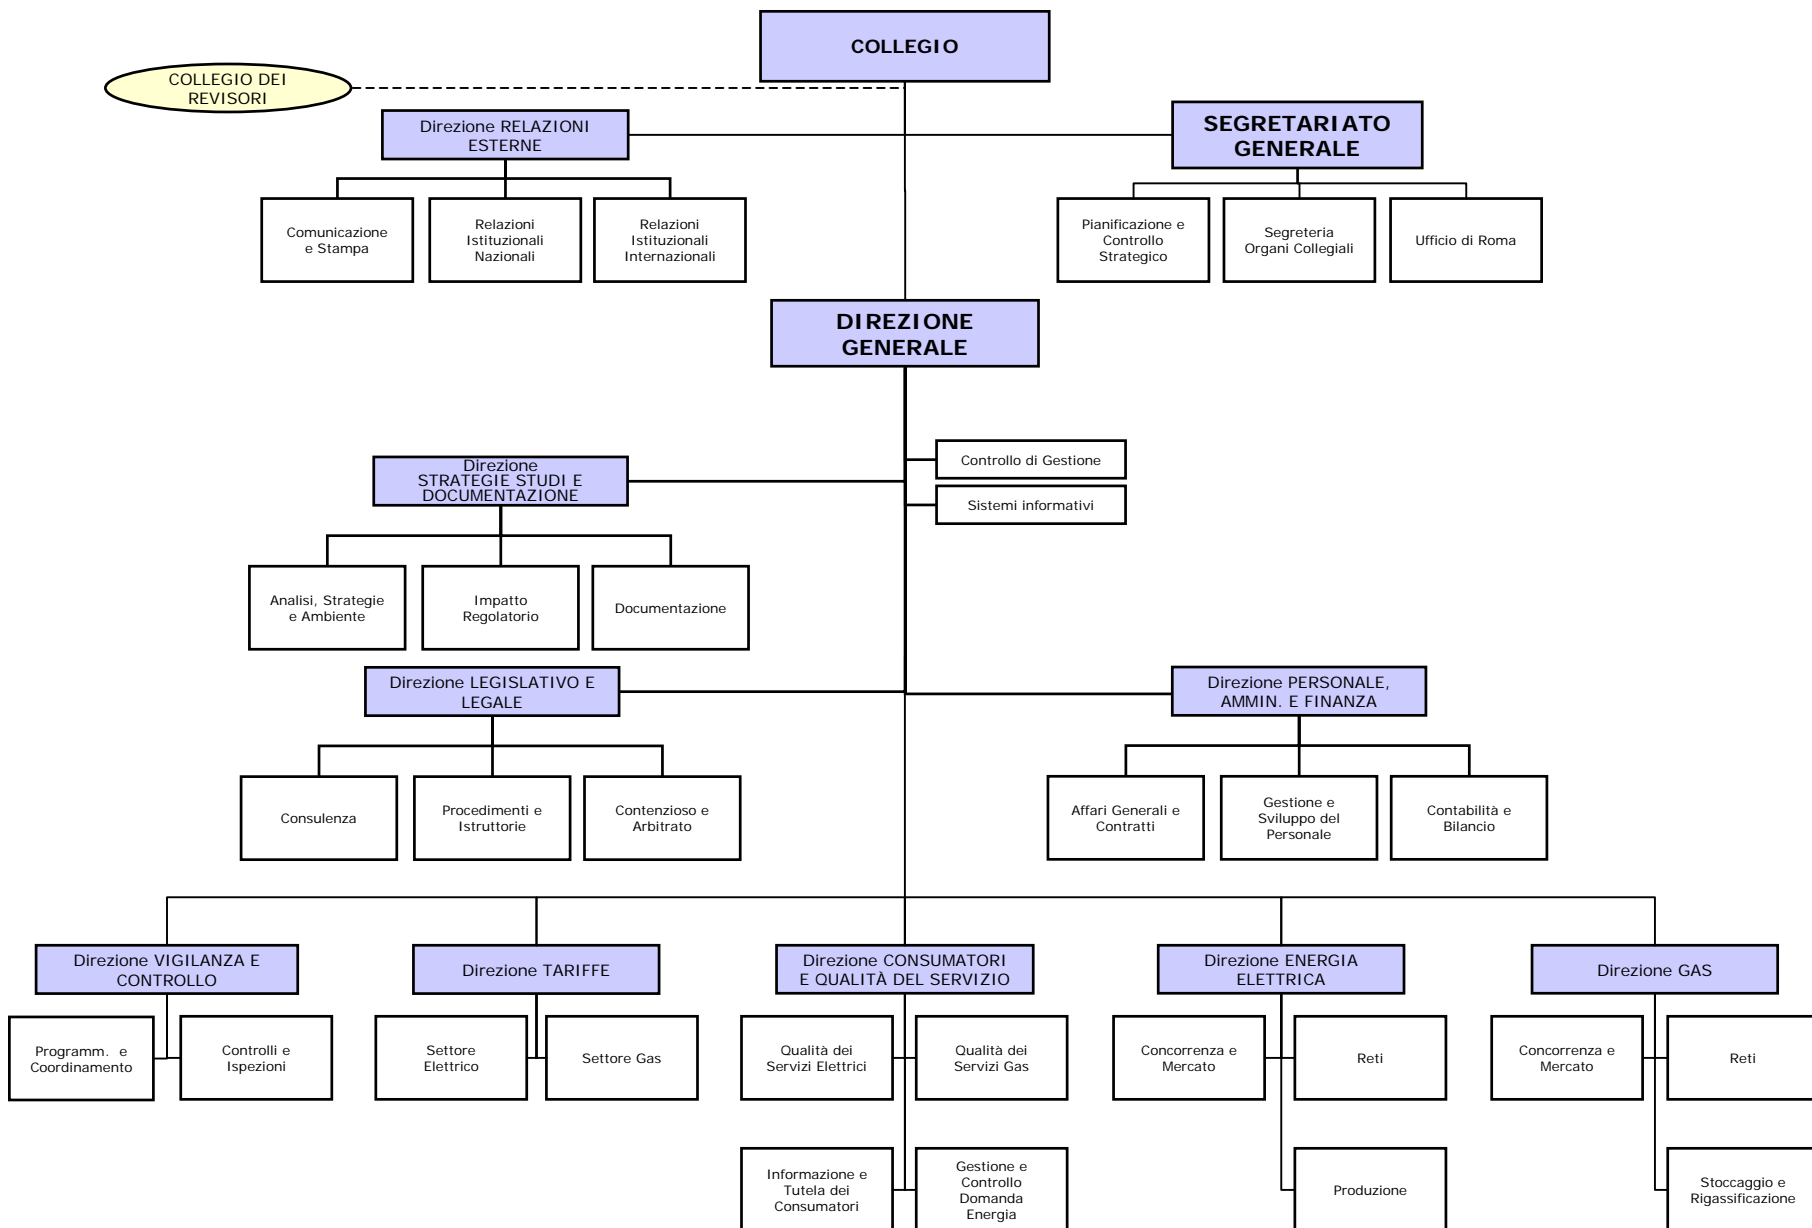 COLLEGIO
COLLEGIO DEI
REVISORI
Direzione RELAZIONI
ESTERNE
SEGRETARIATO
GENERALE
Comunicazione
e Stampa
Relazioni
Istituzionali
Nazionali
Relazioni
Istituzionali
Internazionali
Pianificazione e
Controllo
Strategico
Segreteria
Organi Collegiali
Ufficio di Roma
DIREZIONE
GENERALE
Controllo di Gestione
Sistemi informativi
Direzione
STRATEGIE STUDI E
DOCUMENTAZIONE
Analisi, Strategie
e Ambiente
Impatto
Regolatorio
Documentazione
Direzione LEGISLATIVO E
LEGALE
Direzione PERSONALE,
AMMIN. E FINANZA
Consulenza
Procedimenti e
Istruttorie
Contenzioso e
Arbitrato
Affari Generali e
Contratti
Gestione e
Sviluppo del
Personale
Contabilità e
Bilancio
Direzione VIGILANZA E
CONTROLLO
Direzione TARIFFE
Direzione CONSUMATORI
E QUALITÀ DEL SERVIZIO
Direzione ENERGIA
ELETTRICA
Direzione GAS
Programm. e
Coordinamento
Controlli e
Ispezioni
Settore
Elettrico
Settore Gas
Qualità dei
Servizi Elettrici
Qualità dei
Servizi Gas
Concorrenza e
Mercato
Reti
Concorrenza e
Mercato
Reti
Informazione e
Tutela dei
Consumatori
Gestione e
Controllo
Domanda
Energia
Produzione
Stoccaggio e
Rigassificazione